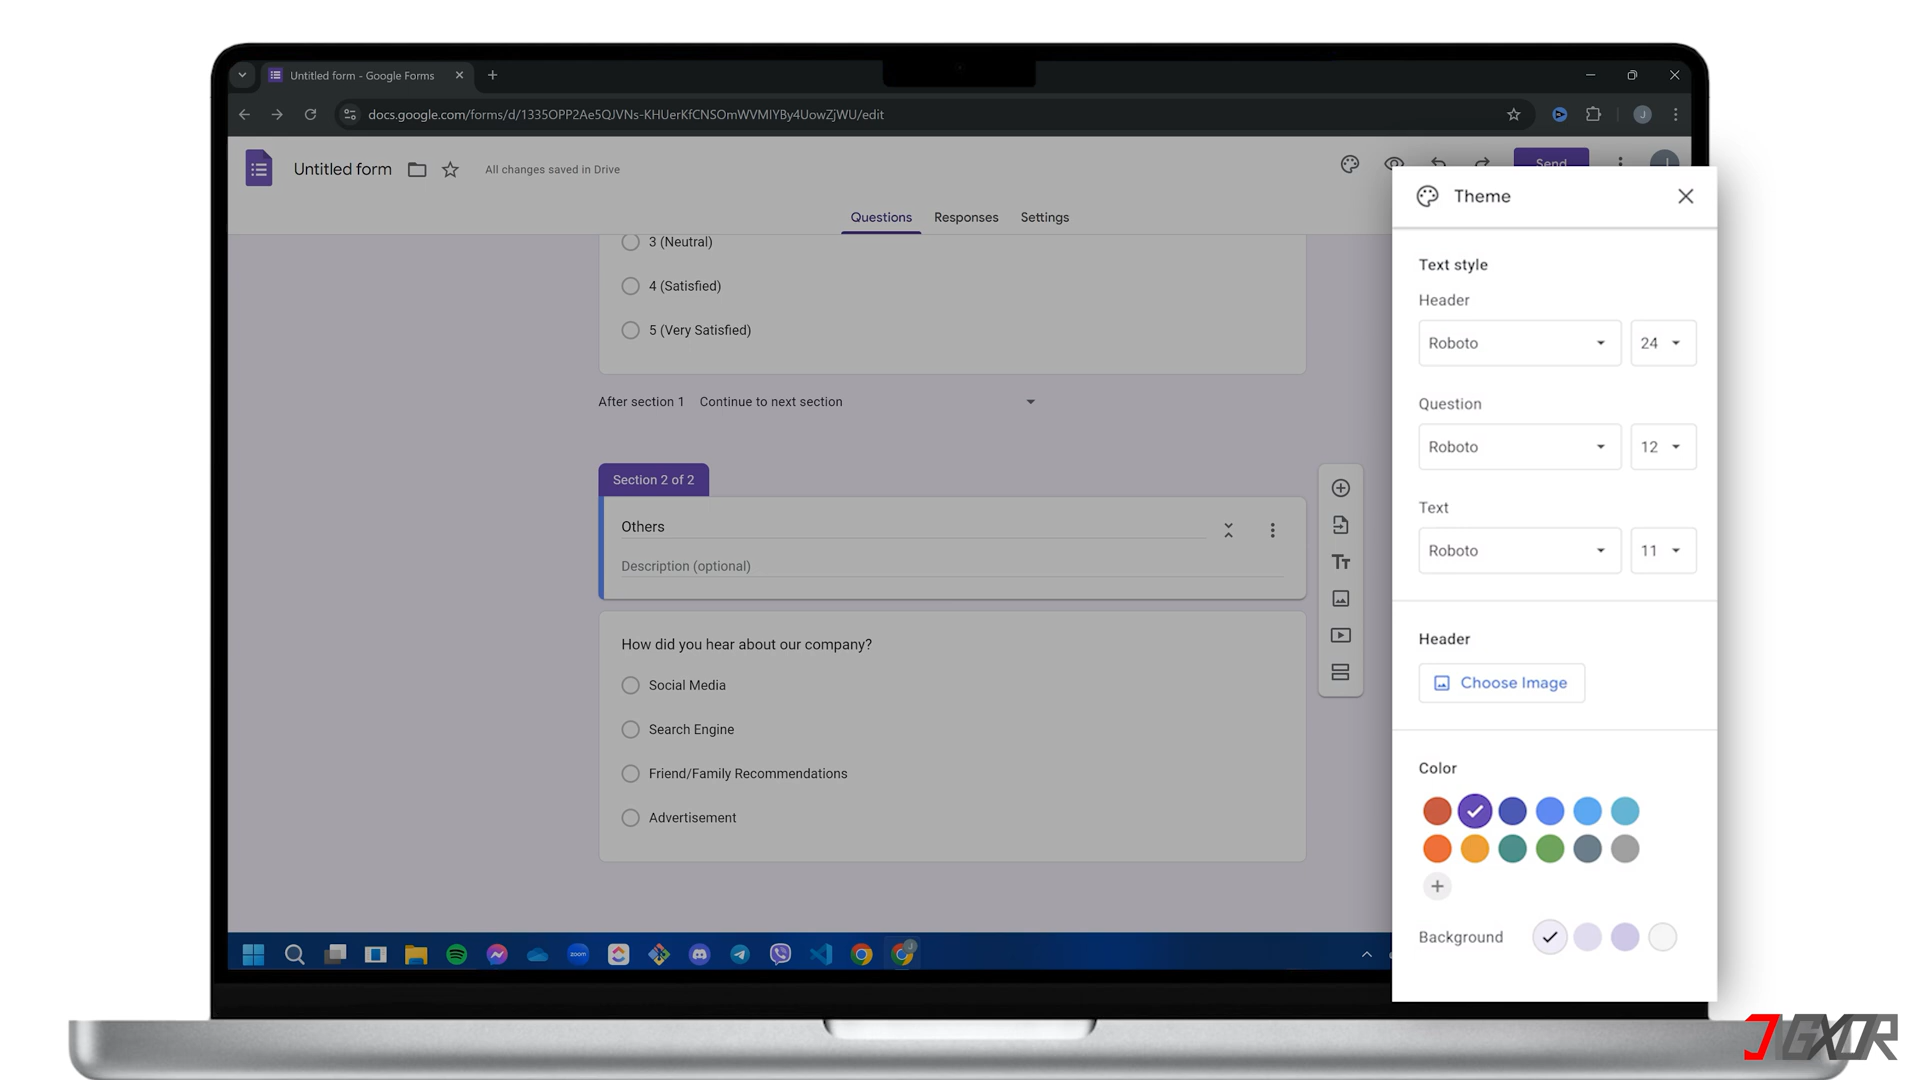 Untitled form - Google Forms
docs.google.com/forms/d/1335OPP2Ae5QJVNs-KHUerKfCNSOmWVMIYBy4UowZjWU/edit
J
Untitled form
All changes saved in Drive
Send
Questions
Responses
Settings
3 (Neutral)
4 (Satisfied)
5 (Very Satisfied)
After section 1 Continue to next section
Section 2 of 2
Others
Description (optional)
How did you hear about our company?
Social Media
Search Engine
Friend/Family Recommendations
Advertisement
Tt
Theme
Text style
Header
Roboto 24
Question
Roboto 12
Text
Roboto 11
Header
Choose Image
Color
Background
zoom
J
JGXOR